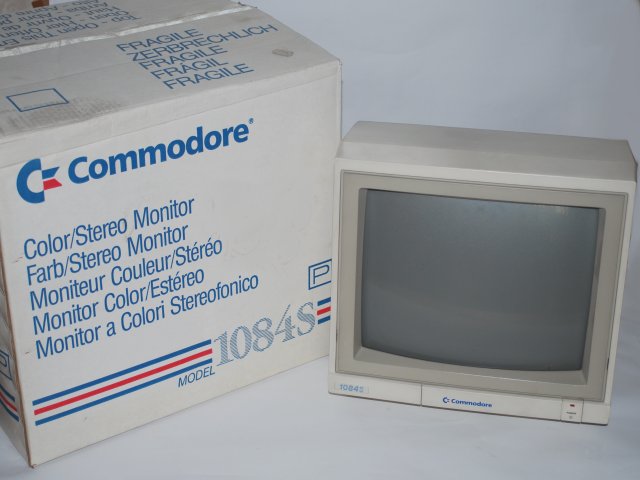 FRAGILE
ZERBRECHLICH
FRAGILE
FRAGIL
FRAGILE
Commodore®
Color/Stereo Monitor
Farb/Stereo Monitor
Moniteur Couleur/Stéréo
Monitor Color/Estéreo
Monitor a Colori Stereofonico
P
MODEL 1084S
1084S
Commodore